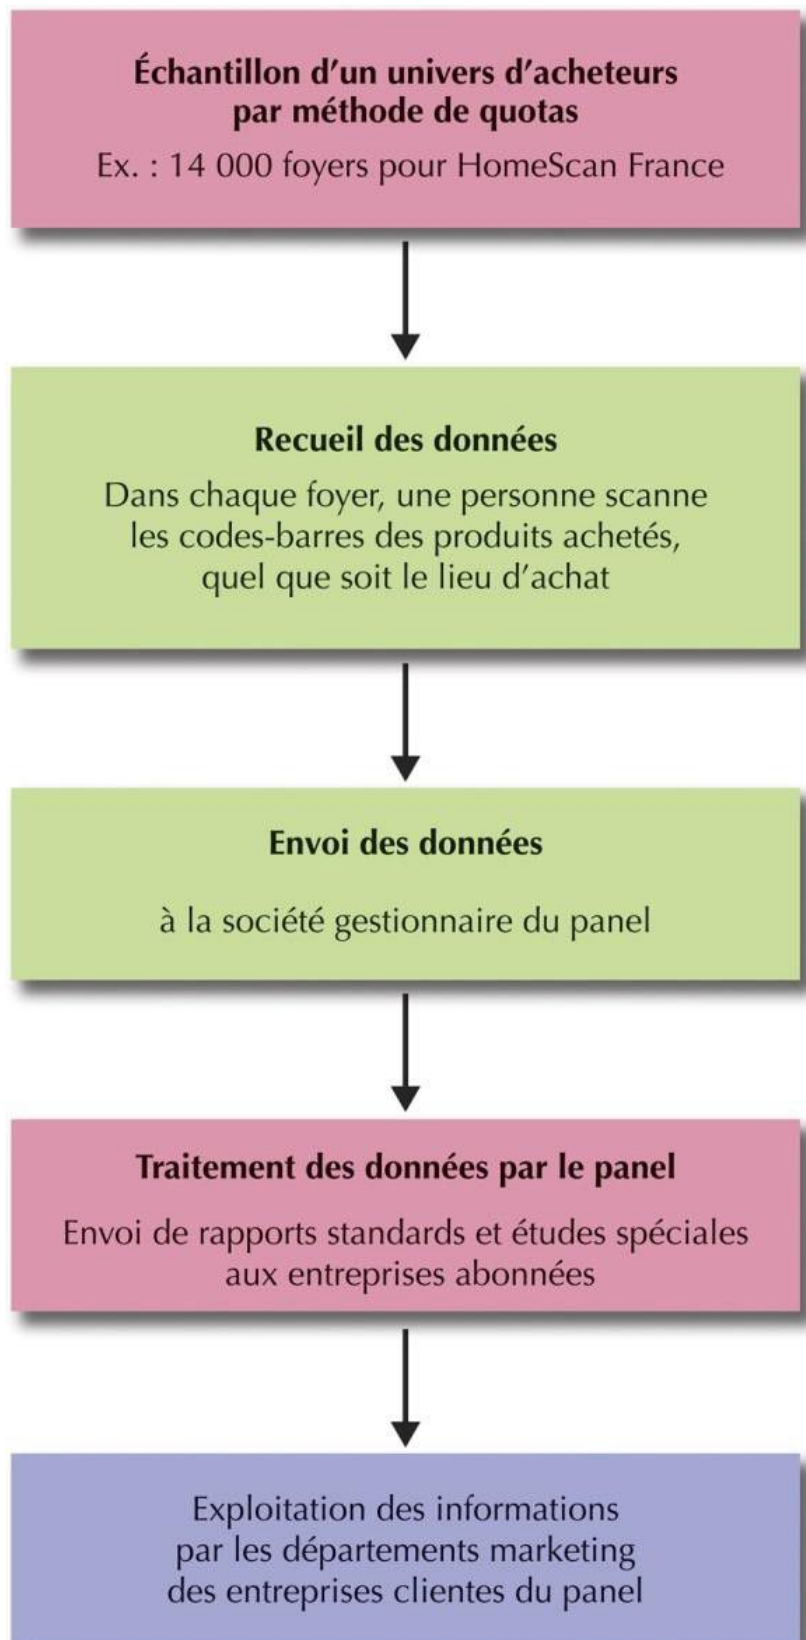 Échantillon d’un univers d’acheteurs
par méthode de quotas
Ex. : 14 000 foyers pour HomeScan France
Recueil des données
Dans chaque foyer, une personne scanne
les codes-barres des produits achetés,
quel que soit le lieu d’achat
Envoi des données
à la société gestionnaire du panel
Traitement des données par le panel
Envoi de rapports standards et études spéciales
aux entreprises abonnées
Exploitation des informations
par les départements marketing
des entreprises clientes du panel